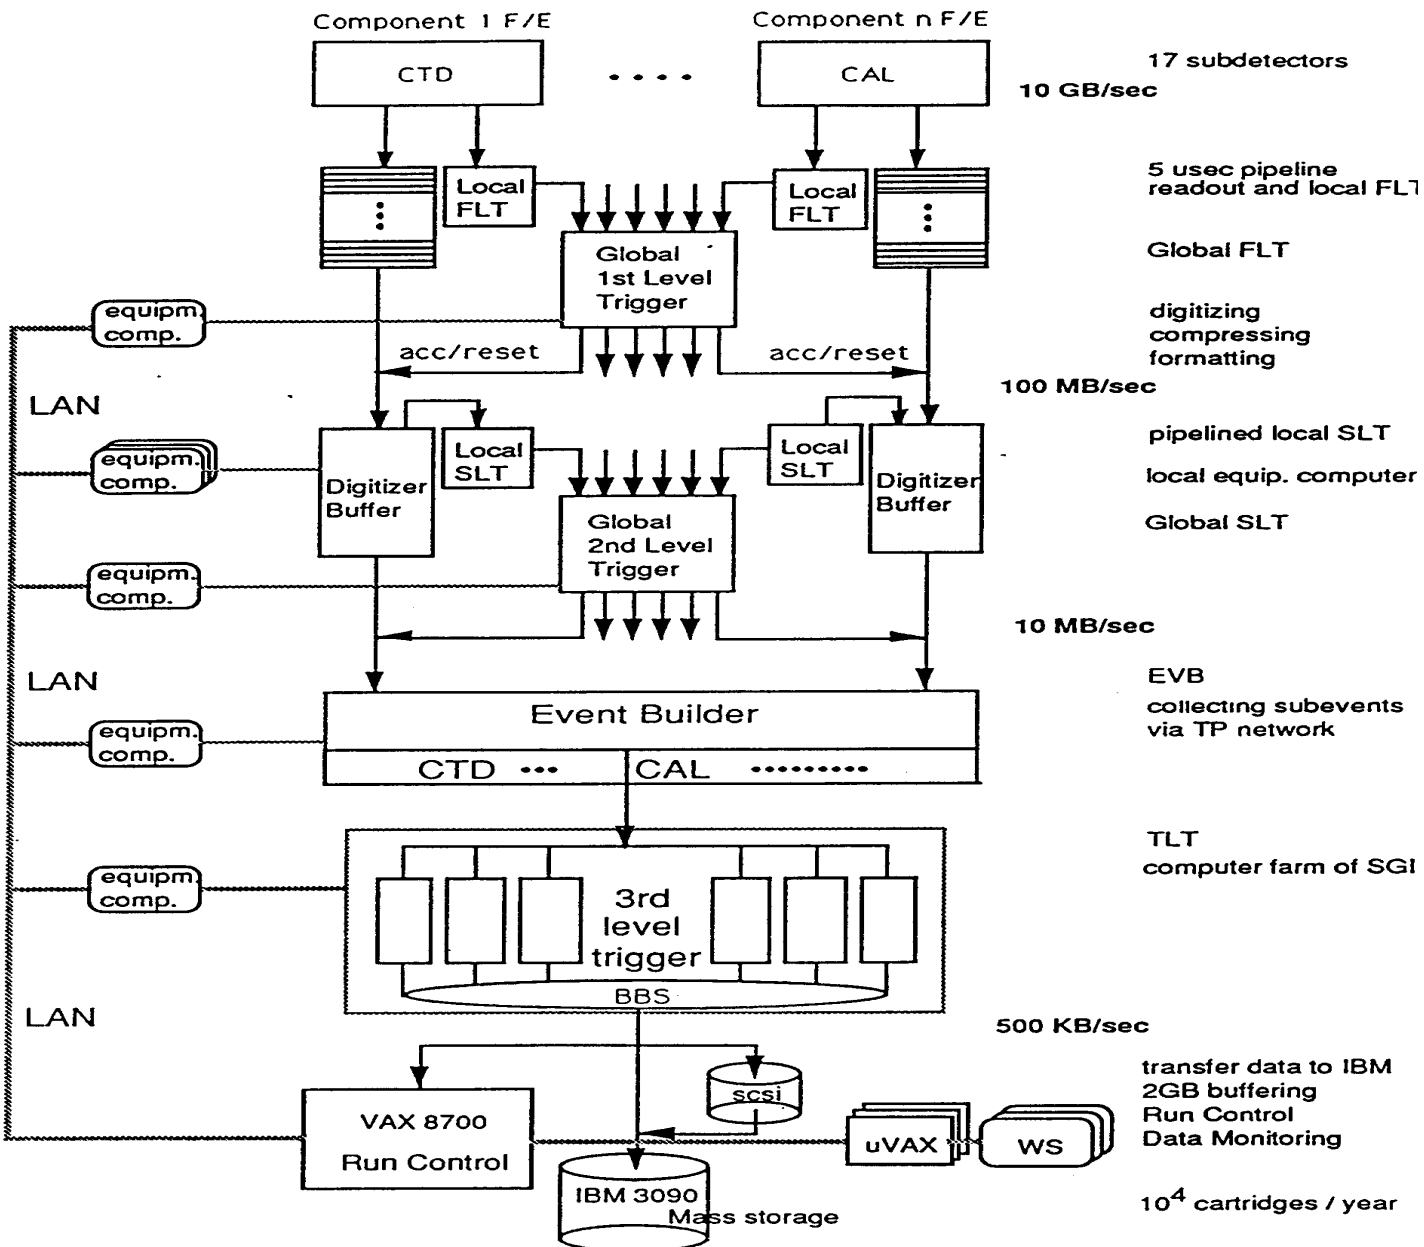 Component 1 F/E
Component n F/E
CTD
CAL
17 subdetectors
10 GB/sec
Local
FLT
Local
FLT
5 usec pipeline
readout and local FLT
Global
1st Level
Trigger
Global FLT
equipm.
comp.
digitizing
compressing
formatting
acc/reset
acc/reset
100 MB/sec
LAN
Local
SLT
Local
SLT
pipelined local SLT
equipm.
comp.
Digitizer
Buffer
Digitizer
Buffer
local equip. computer
Global
2nd Level
Trigger
Global SLT
equipm.
comp.
10 MB/sec
LAN
EVB
collecting subevents
via TP network
Event Builder
equipm.
comp.
CTD
CAL
TLT
computer farm of SGI
equipm.
comp.
3rd
level
trigger
BBS
LAN
500 KB/sec
transfer data to IBM
2GB buffering
Run Control
Data Monitoring
scsi
VAX 8700
Run Control
uVAX
WS
IBM 3090
Mass storage
10⁴ cartridges / year